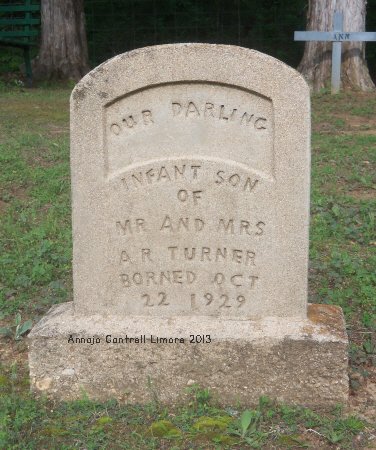 ANN
OUR DARLING
INFANT SON
OF
MR AND MRS
A R TURNER
BORNED OCT
22 1929
Annajo Cantrell Limore 2013